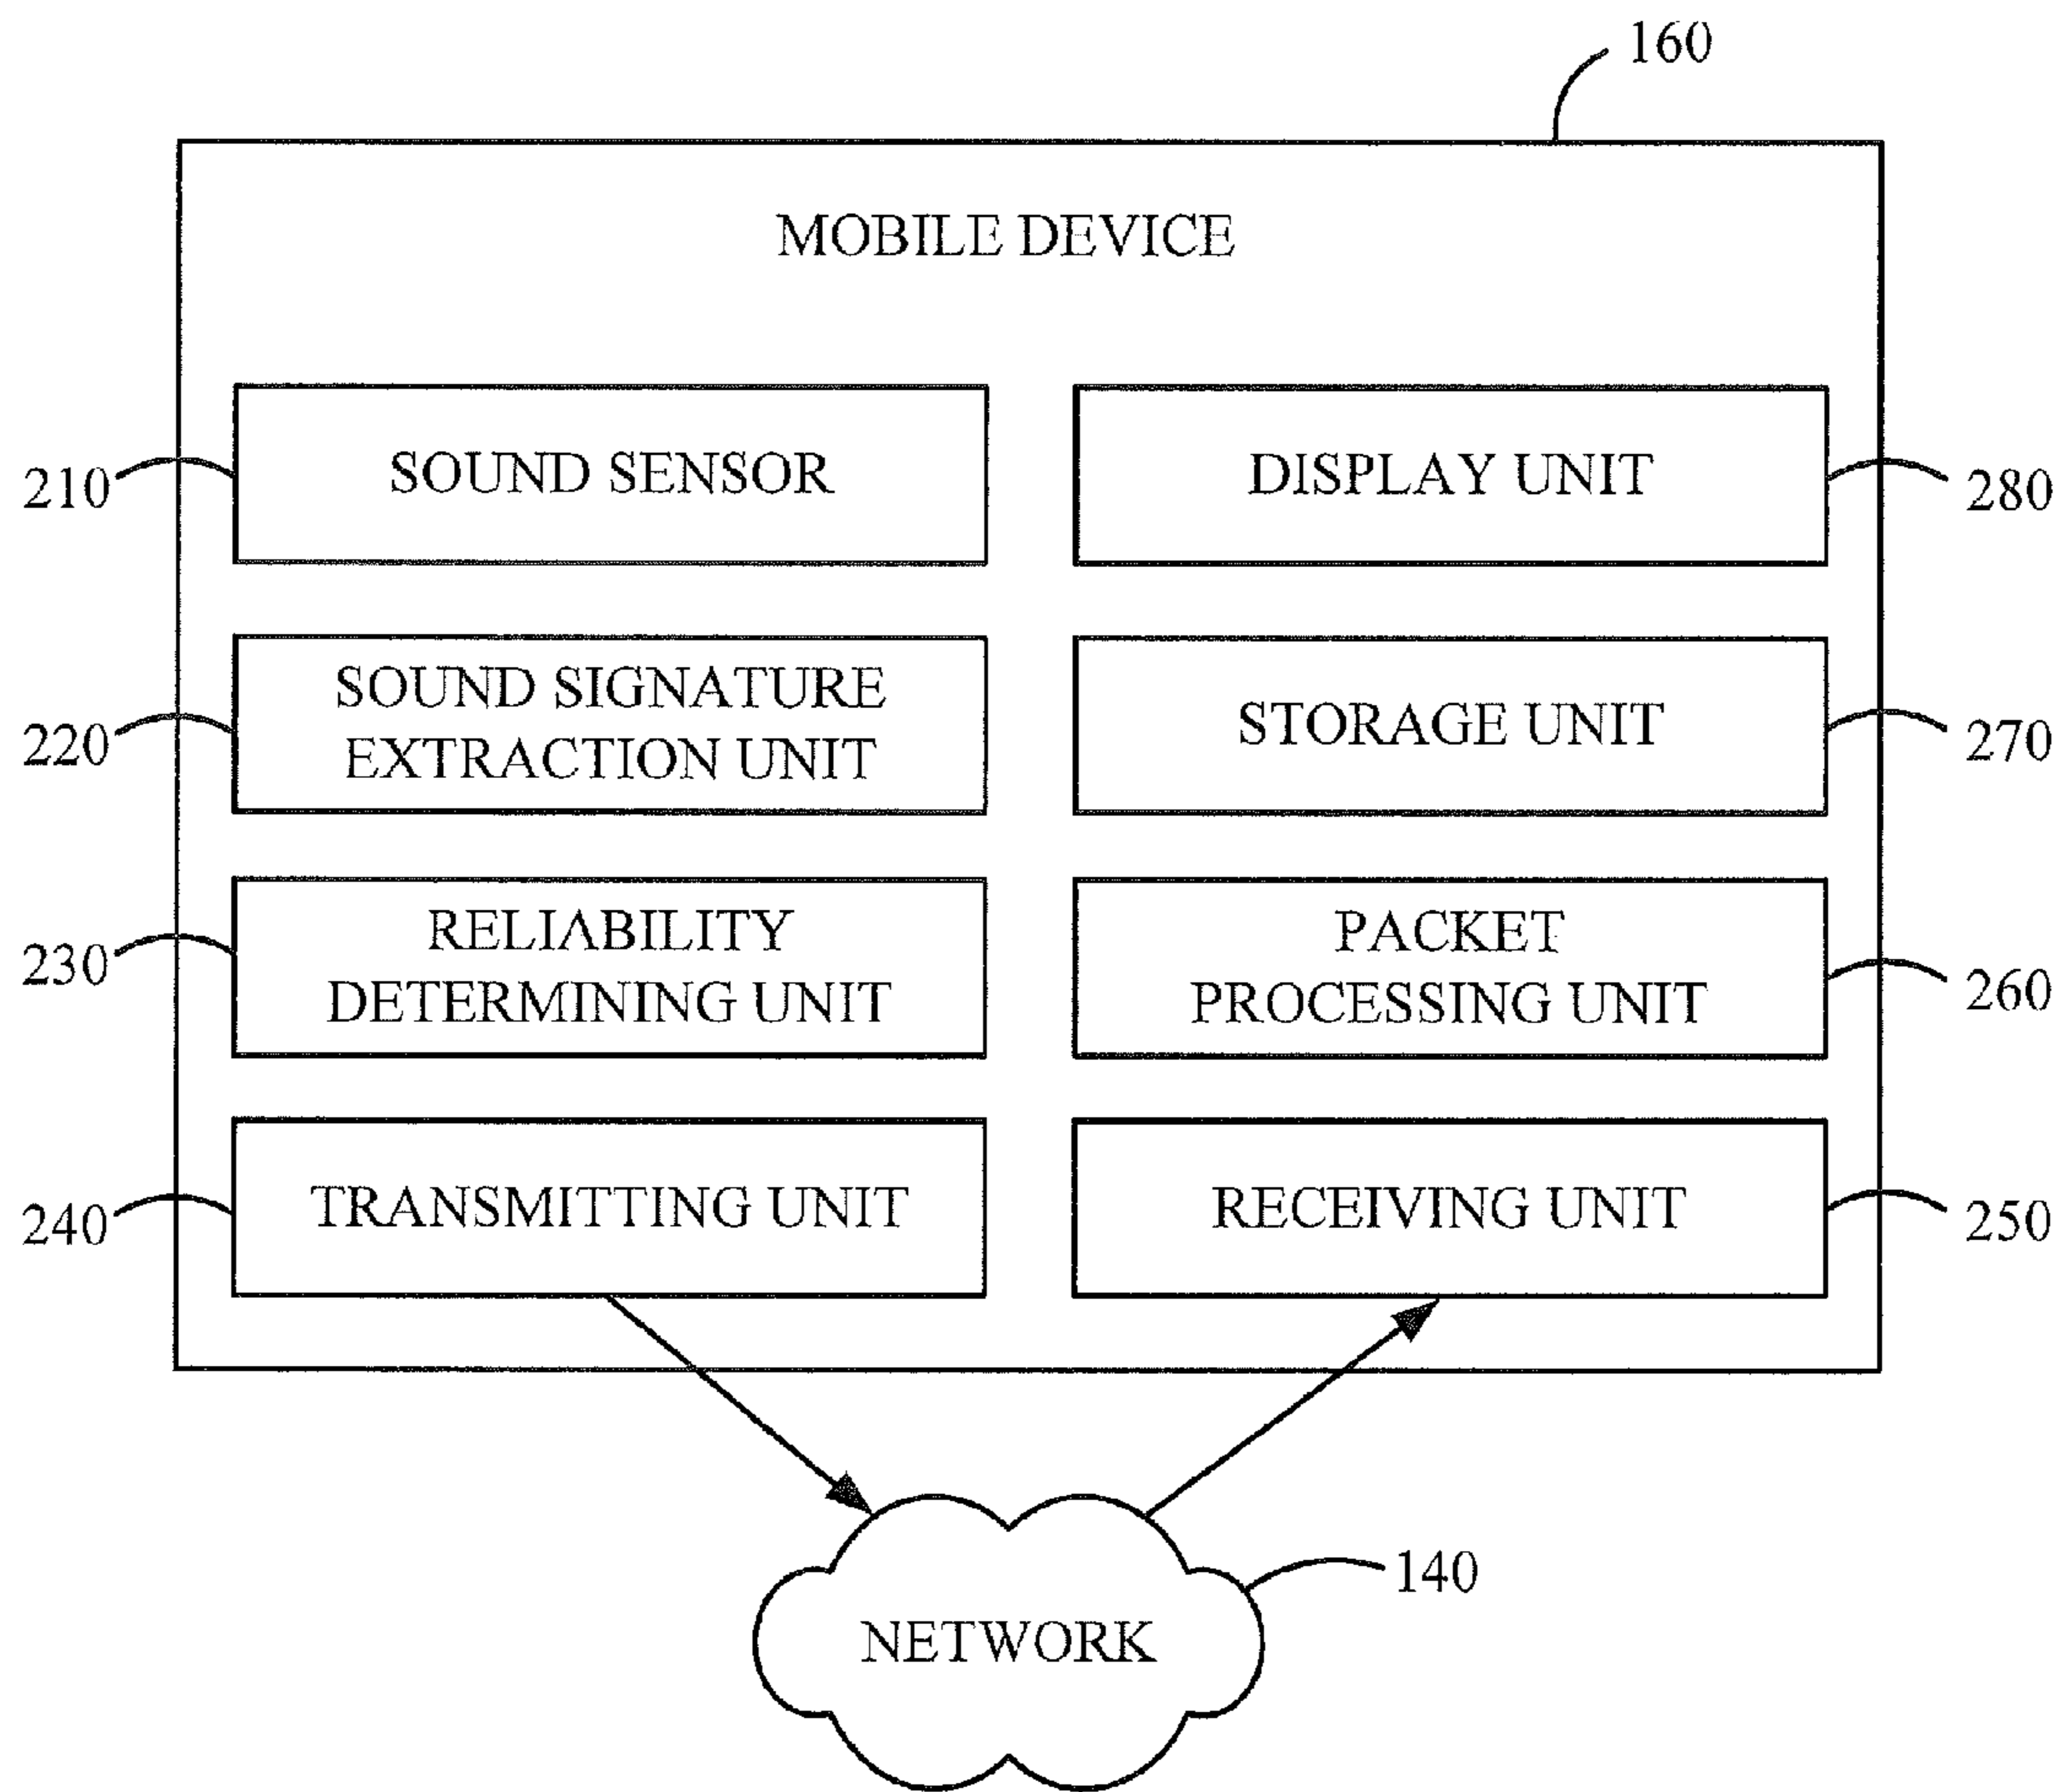 160
MOBILE DEVICE
210
SOUND SENSOR
DISPLAY UNIT
280
220
SOUND SIGNATURE
EXTRACTION UNIT
STORAGE UNIT
270
230
RELIABILITY
DETERMINING UNIT
PACKET
PROCESSING UNIT
260
240
TRANSMITTING UNIT
RECEIVING UNIT
250
140
NETWORK